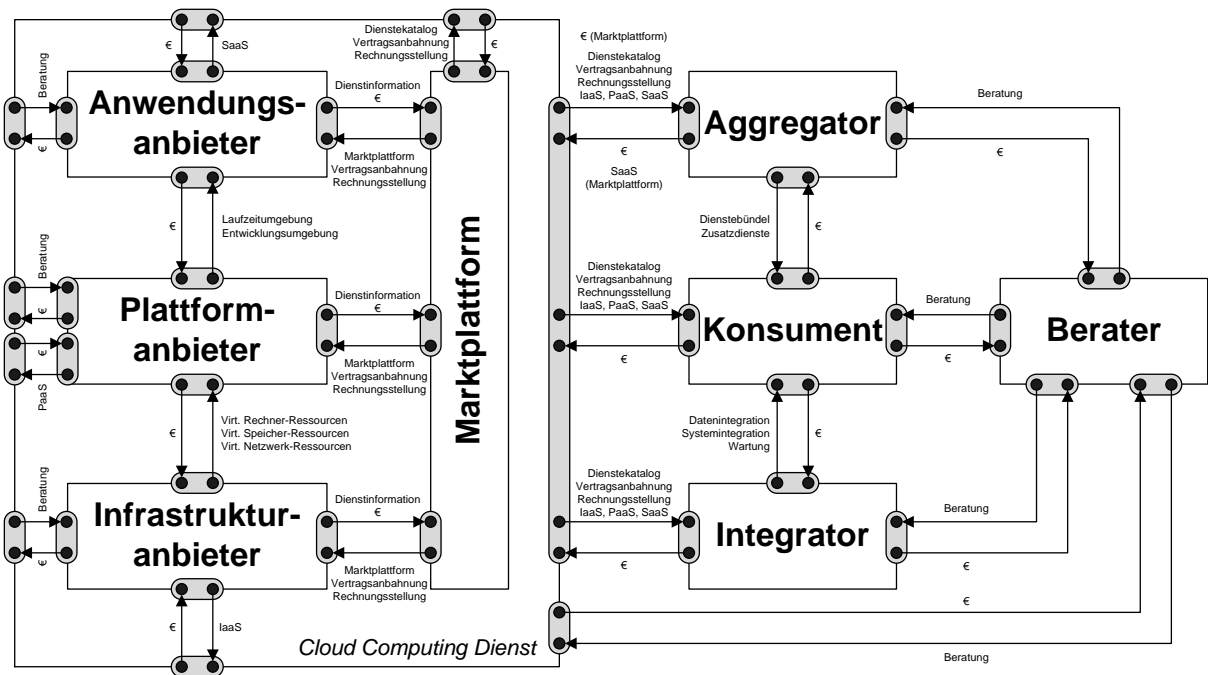 €
SaaS
Dienstekatalog
Vertragsanbahnung
Rechnungsstellung
€
Beratung
€
Anwendungs-
anbieter
Dienstinformation
€
Marktplattform
Vertragsanbahnung
Rechnungsstellung
€
Laufzeitumgebung
Entwicklungsumgebung
Beratung
€
€
PaaS
Plattform-
anbieter
Dienstinformation
€
Marktplattform
Vertragsanbahnung
Rechnungsstellung
€
Virt. Rechner-Ressourcen
Virt. Speicher-Ressourcen
Virt. Netzwerk-Ressourcen
Beratung
€
Infrastruktur-
anbieter
Dienstinformation
€
Marktplattform
Vertragsanbahnung
Rechnungsstellung
€
IaaS
Marktplattform
Cloud Computing Dienst
€ (Marktplattform)
Dienstekatalog
Vertragsanbahnung
Rechnungsstellung
IaaS, PaaS, SaaS
€
SaaS
(Marktplattform)
Aggregator
Beratung
€
Dienstebündel
Zusatzdienste
€
Dienstekatalog
Vertragsanbahnung
Rechnungsstellung
IaaS, PaaS, SaaS
€
Konsument
Beratung
€
Berater
Datenintegration
Systemintegration
Wartung
€
Dienstekatalog
Vertragsanbahnung
Rechnungsstellung
IaaS, PaaS, SaaS
€
Integrator
Beratung
€
€
Beratung